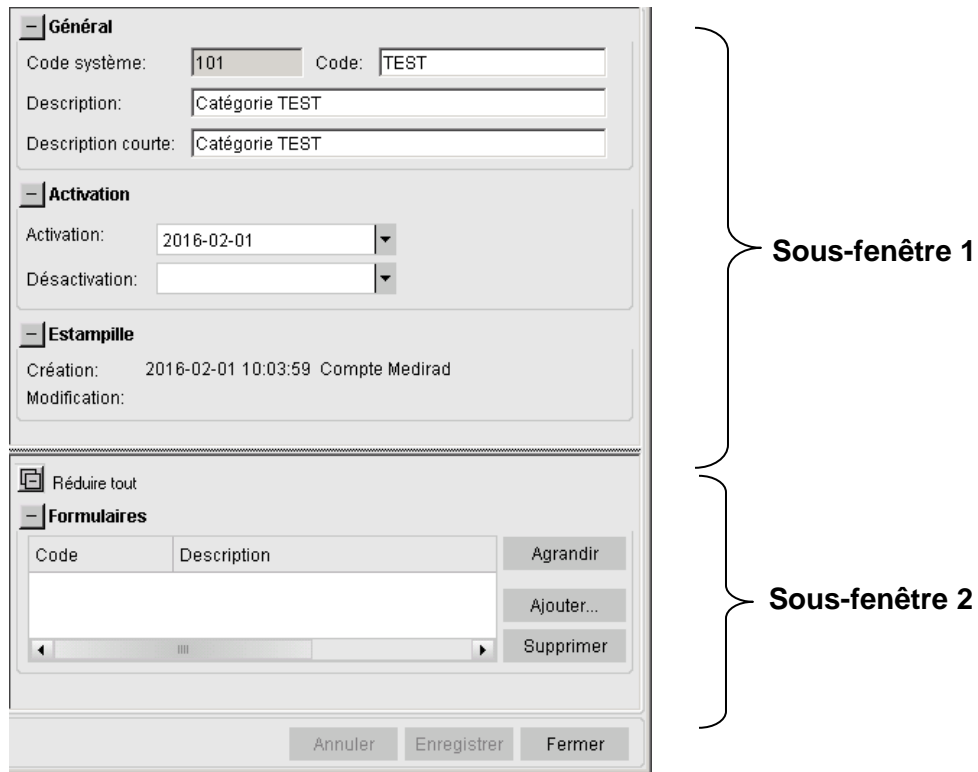 Général
Code système: 101 Code: TEST
Description: Catégorie TEST
Description courte: Catégorie TEST
Activation
Activation: 2016-02-01
Désactivation:
Sous-fenêtre 1
Estampille
Création: 2016-02-01 10:03:59 Compte Medirad
Modification:
Réduire tout
Formulaires
Code Description Agrandir
Ajouter...
Sous-fenêtre 2
Supprimer
Annuler Enregistrer Fermer